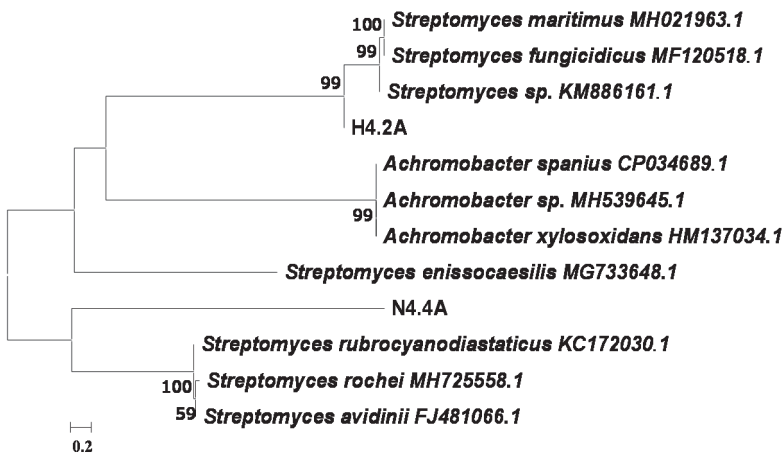 100 Streptomyces maritimus MH021963.1
99 Streptomyces fungicidicus MF120518.1
99 Streptomyces sp. KM886161.1
H4.2A
Achromobacter spanius CP034689.1
Achromobacter sp. MH539645.1
99 Achromobacter xylosoxidans HM137034.1
Streptomyces enissocaesilis MG733648.1
N4.4A
Streptomyces rubrocyanodiastaticus KC172030.1
100 Streptomyces rochei MH725558.1
59 Streptomyces avidinii FJ481066.1
0.2